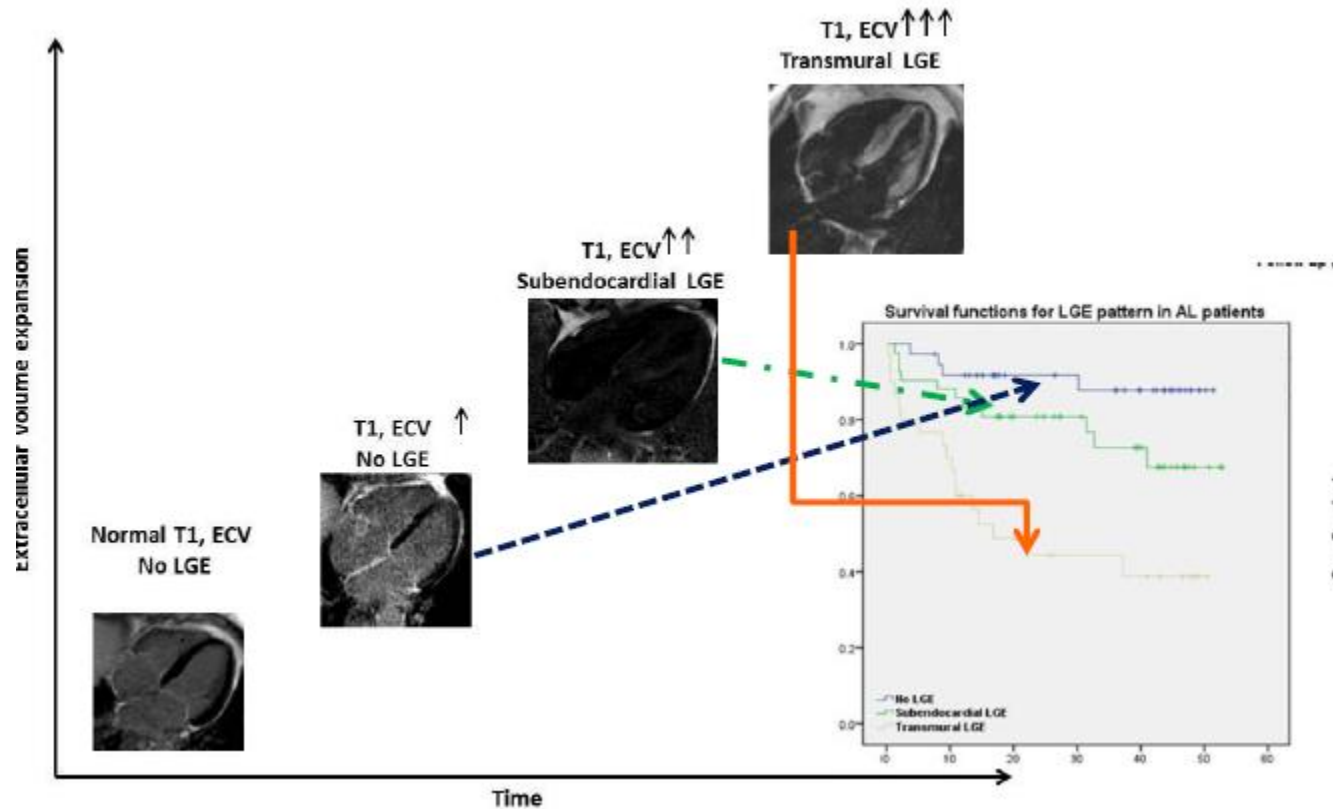 T1, ECV ↑↑↑
Transmural LGE
T1, ECV ↑↑
Subendocardial LGE
T1, ECV ↑
No LGE
Normal T1, ECV
No LGE
Extracellular volume expansion
Time
Survival functions for LGE pattern in AL patients
1.0
0.8
0.6
0.4
0.2
0.0
No LGE
Subendocardial LGE
Transmural LGE
0 10 20 30 40 50 60